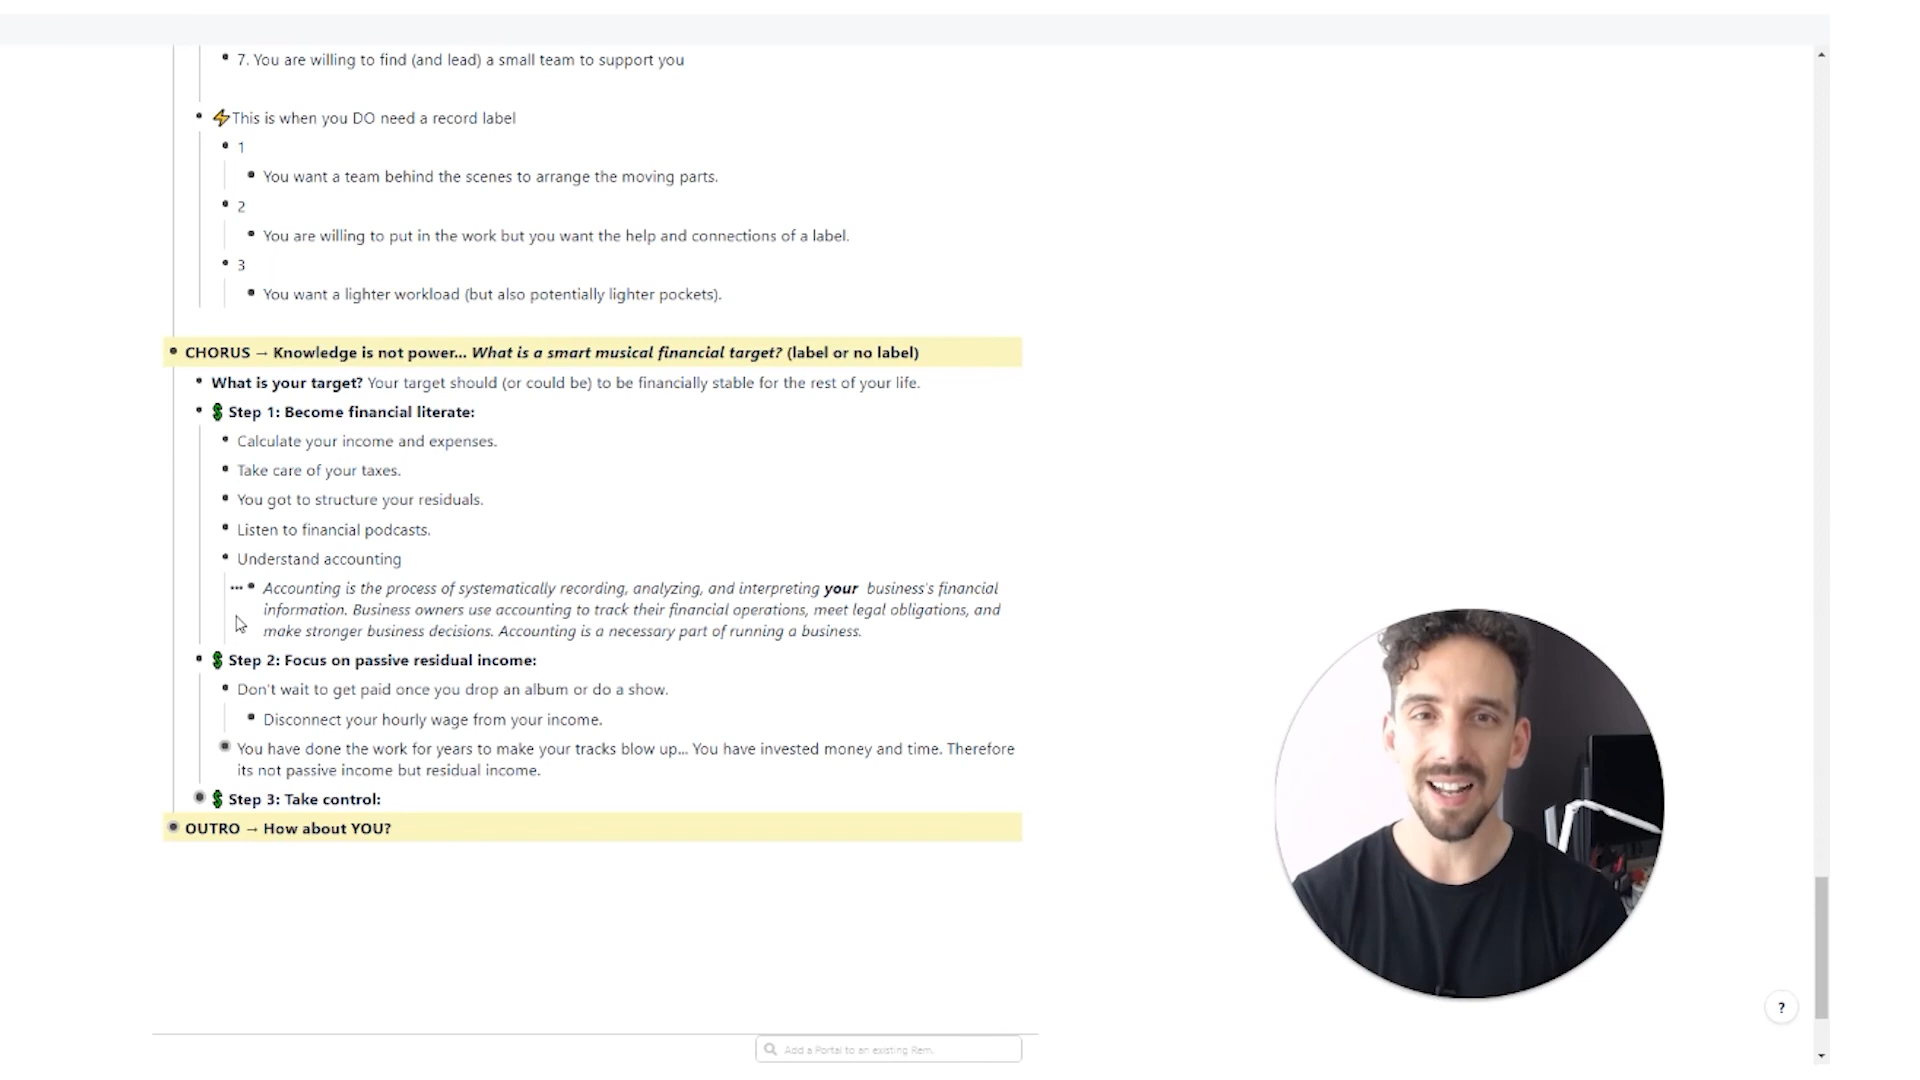 7. You are willing to find (and lead) a small team to support you
⚡This is when you DO need a record label
1
You want a team behind the scenes to arrange the moving parts.
2
You are willing to put in the work but you want the help and connections of a label.
3
You want a lighter workload (but also potentially lighter pockets).
CHORUS → Knowledge is not power... What is a smart musical financial target? (label or no label)
What is your target? Your target should (or could be) to be financially stable for the rest of your life.
💲Step 1: Become financial literate:
Calculate your income and expenses.
Take care of your taxes.
You got to structure your residuals.
Listen to financial podcasts.
Understand accounting
Accounting is the process of systematically recording, analyzing, and interpreting your business's financial
information. Business owners use accounting to track their financial operations, meet legal obligations, and
make stronger business decisions. Accounting is a necessary part of running a business.
💲Step 2: Focus on passive residual income:
Don't wait to get paid once you drop an album or do a show.
Disconnect your hourly wage from your income.
You have done the work for years to make your tracks blow up... You have invested money and time. Therefore
its not passive income but residual income.
💲Step 3: Take control:
OUTRO → How about YOU?
?
Add a Portal to an existing Rem.